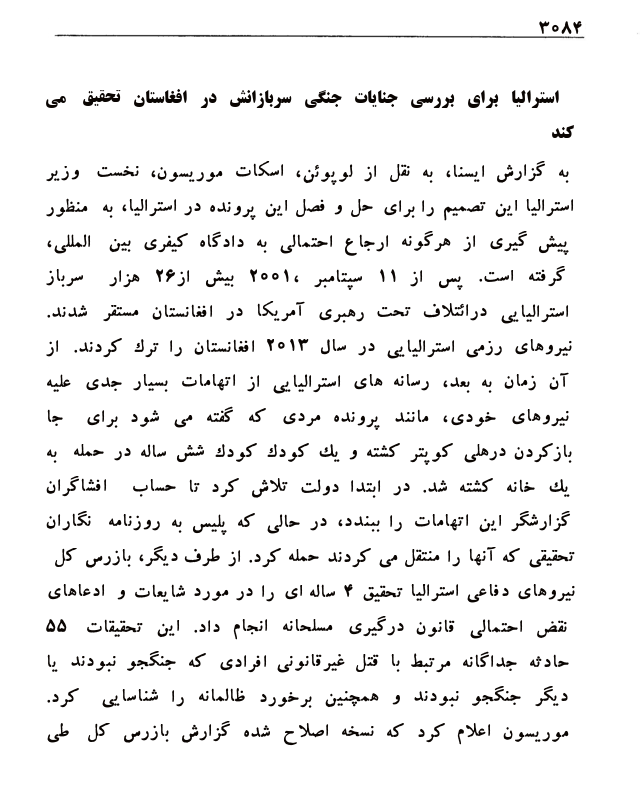 ۳۰۸۴
استرالیا برای بررسی جنایات جنگی سربازانش در افغاستان تحقیق می
کند
به گزارش ایسنا، به نقل از لوپوئن، اسکات موریسون، نخست وزیر
استرالیا این تصمیم را برای حل و فصل این پرونده در استرالیا، به منظور
پیش گیری از هرگونه ارجاع احتمالی به دادگاه کیفری بین المللی،
گرفته است. پس از ۱۱ سپتامبر ،۲۰۰۱ بیش از۲۶ هزار سرباز
استرالیایی درائتلاف تحت رهبری آمریکا در افغانستان مستقر شدند.
نیروهای رزمی استرالیایی در سال ۲۰۱۳ افغانستان را ترك کردند. از
آن زمان به بعد، رسانه های استرالیایی از اتهامات بسیار جدی علیه
نیروهای خودی، مانند پرونده مردی که گفته می شود برای جا
بازکردن درهلی کوپتر کشته و یك کودك کودك شش ساله در حمله به
یك خانه کشته شد. در ابتدا دولت تلاش کرد تا حساب افشاگران
گزارشگر این اتهامات را ببندد، در حالی که پلیس به روزنامه نگاران
تحقیقی که آنها را منتقل می کردند حمله کرد. از طرف دیگر، بازرس کل
نیروهای دفاعی استرالیا تحقیق ۴ ساله ای را در مورد شایعات و ادعاهای
نقض احتمالی قانون درگیری مسلحانه انجام داد. این تحقیقات ۵۵
حادثه جداگانه مرتبط با قتل غیرقانونی افرادی که جنگجو نبودند یا
دیگر جنگجو نبودند و همچنین برخورد ظالمانه را شناسایی کرد.
موریسون اعلام کرد که نسخه اصلاح شده گزارش بازرس کل طی